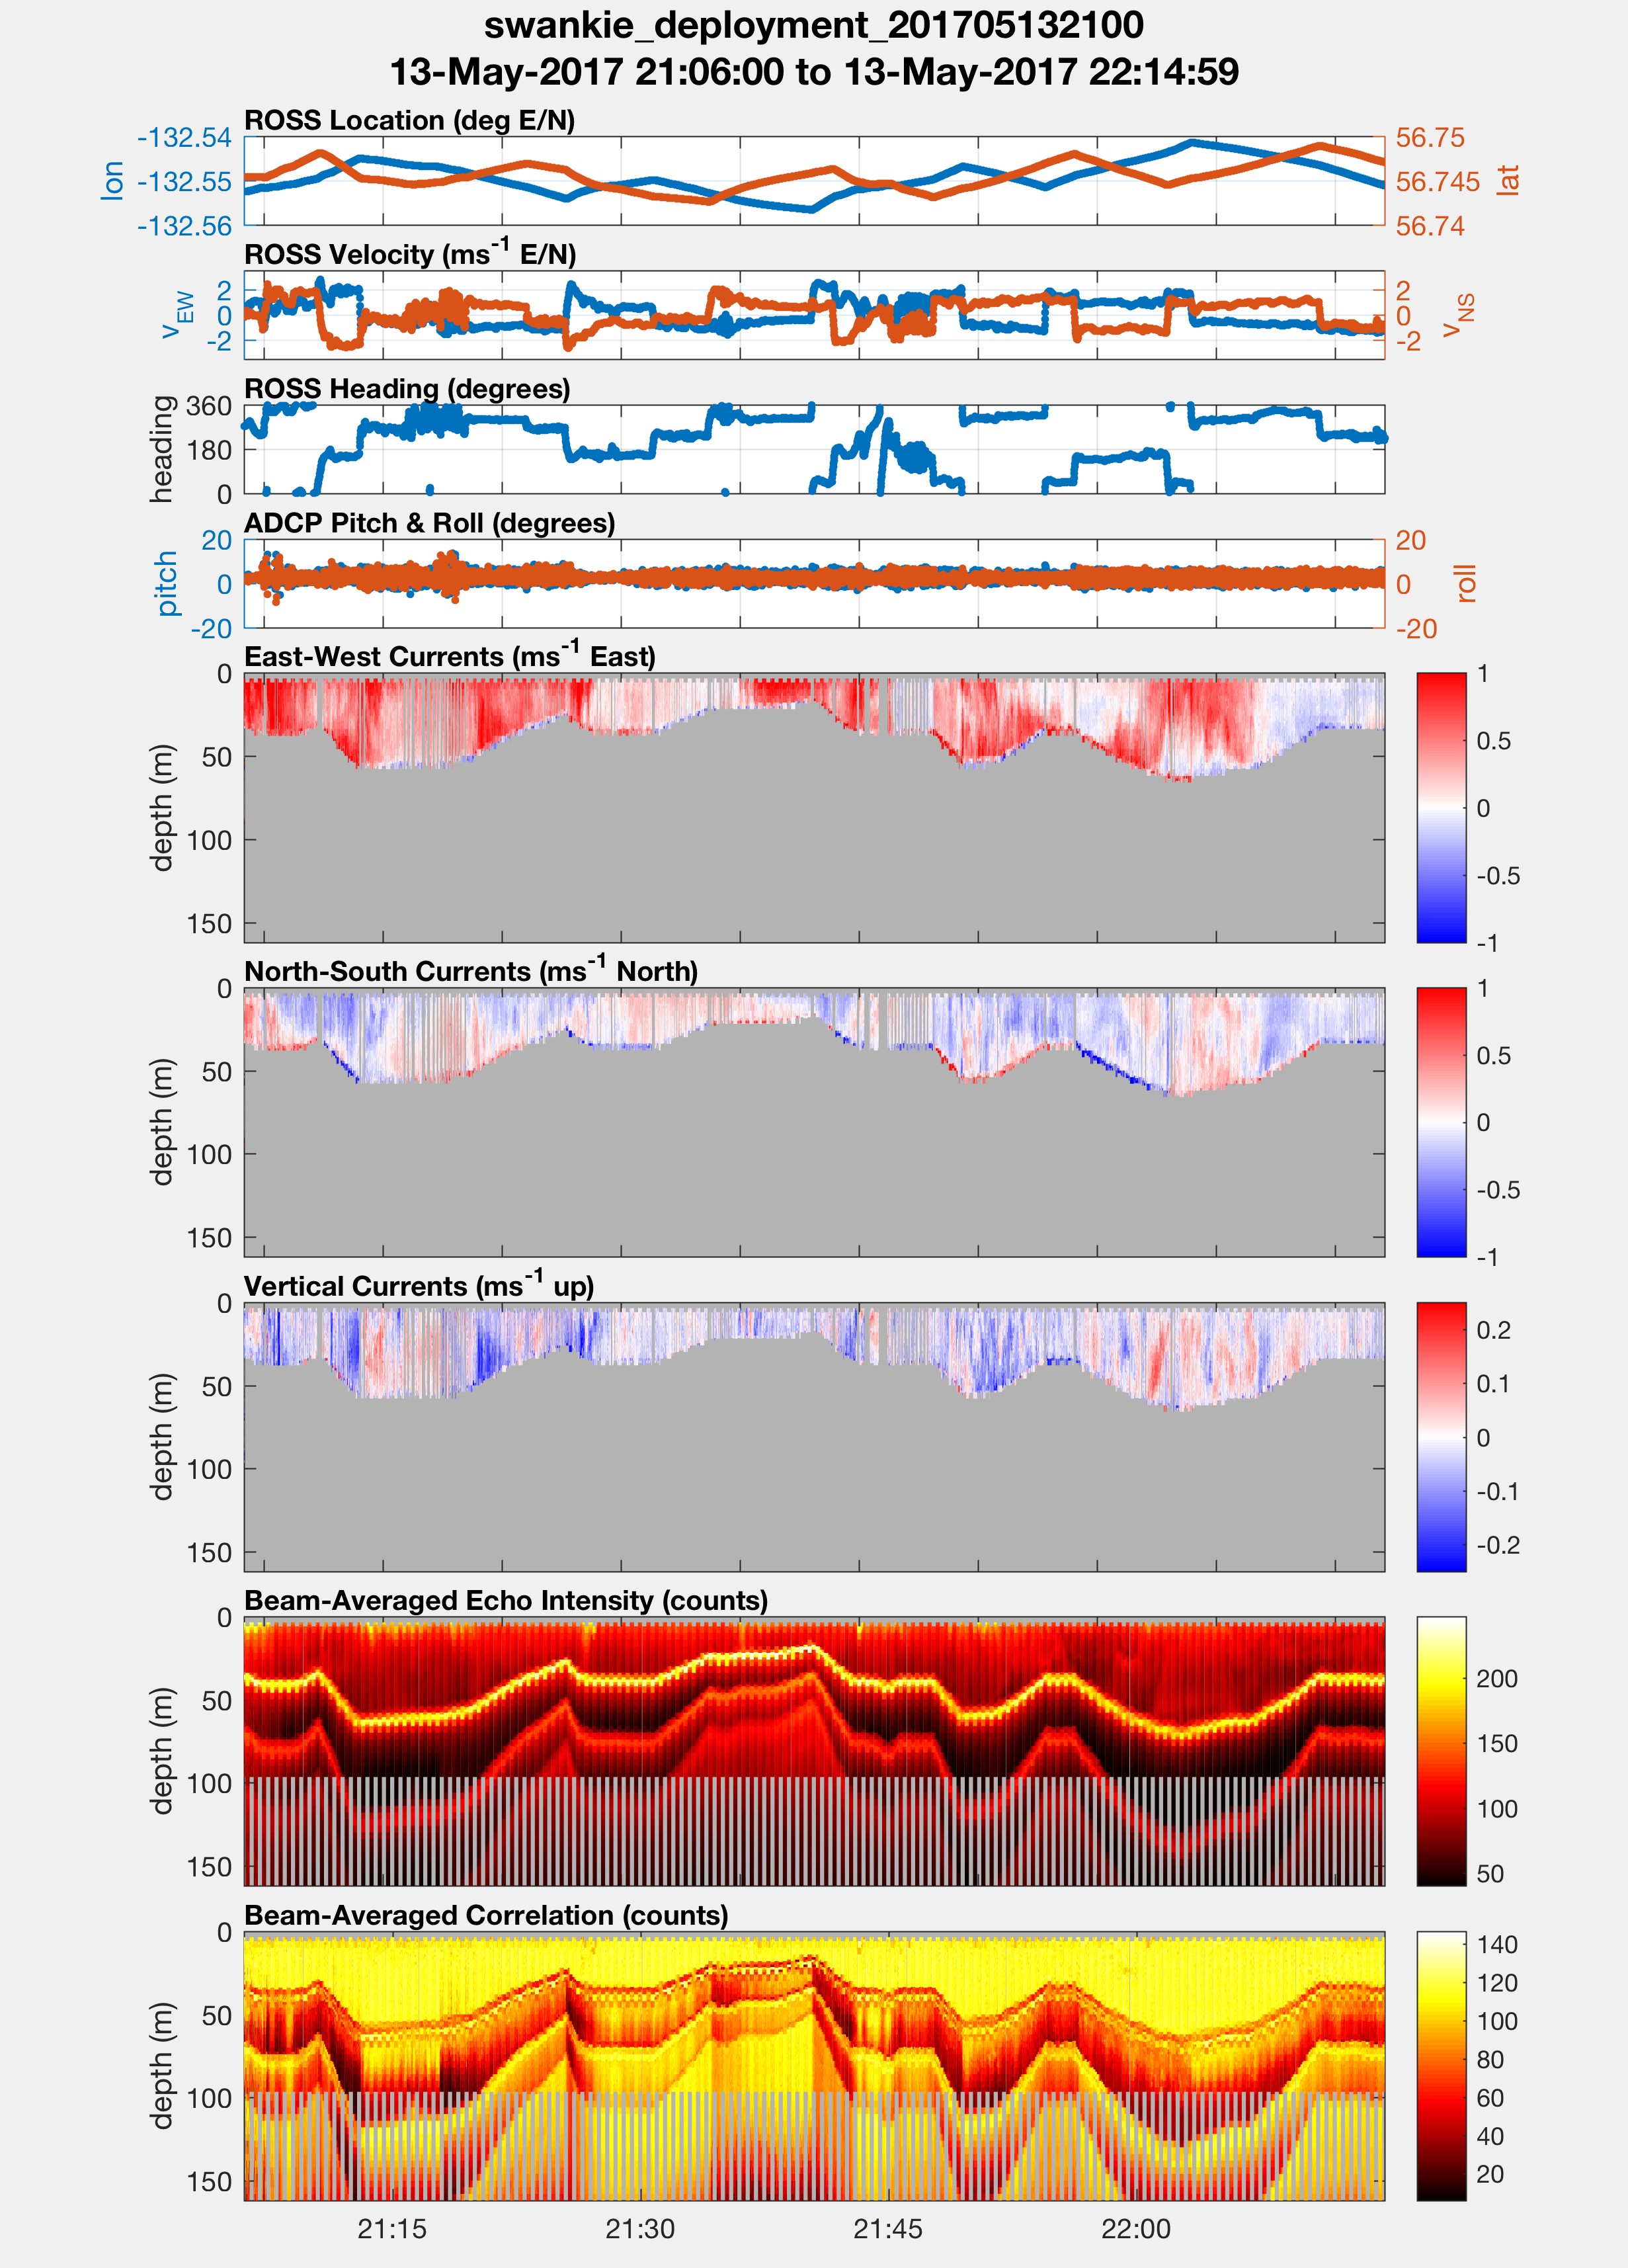 swankie_deployment_201705132100
13-May-2017 21:06:00 to 13-May-2017 22:14:59
ROSS Location (deg E/N)
-132.54
-132.55
-132.56
lon
56.75
56.745
56.74
lat
ROSS Velocity (ms-1 E/N)
2
0
-2
vEW
2
0
-2
vNS
ROSS Heading (degrees)
360
180
0
heading
ADCP Pitch & Roll (degrees)
20
0
-20
pitch
20
0
-20
roll
East-West Currents (ms-1 East)
0
50
100
150
depth (m)
1
0.5
0
-0.5
-1
North-South Currents (ms-1 North)
0
50
100
150
depth (m)
1
0.5
0
-0.5
-1
Vertical Currents (ms-1 up)
0
50
100
150
depth (m)
0.2
0.1
0
-0.1
-0.2
Beam-Averaged Echo Intensity (counts)
0
50
100
150
depth (m)
200
150
100
50
Beam-Averaged Correlation (counts)
0
50
100
150
depth (m)
140
120
100
80
60
40
20
21:15 21:30 21:45 22:00